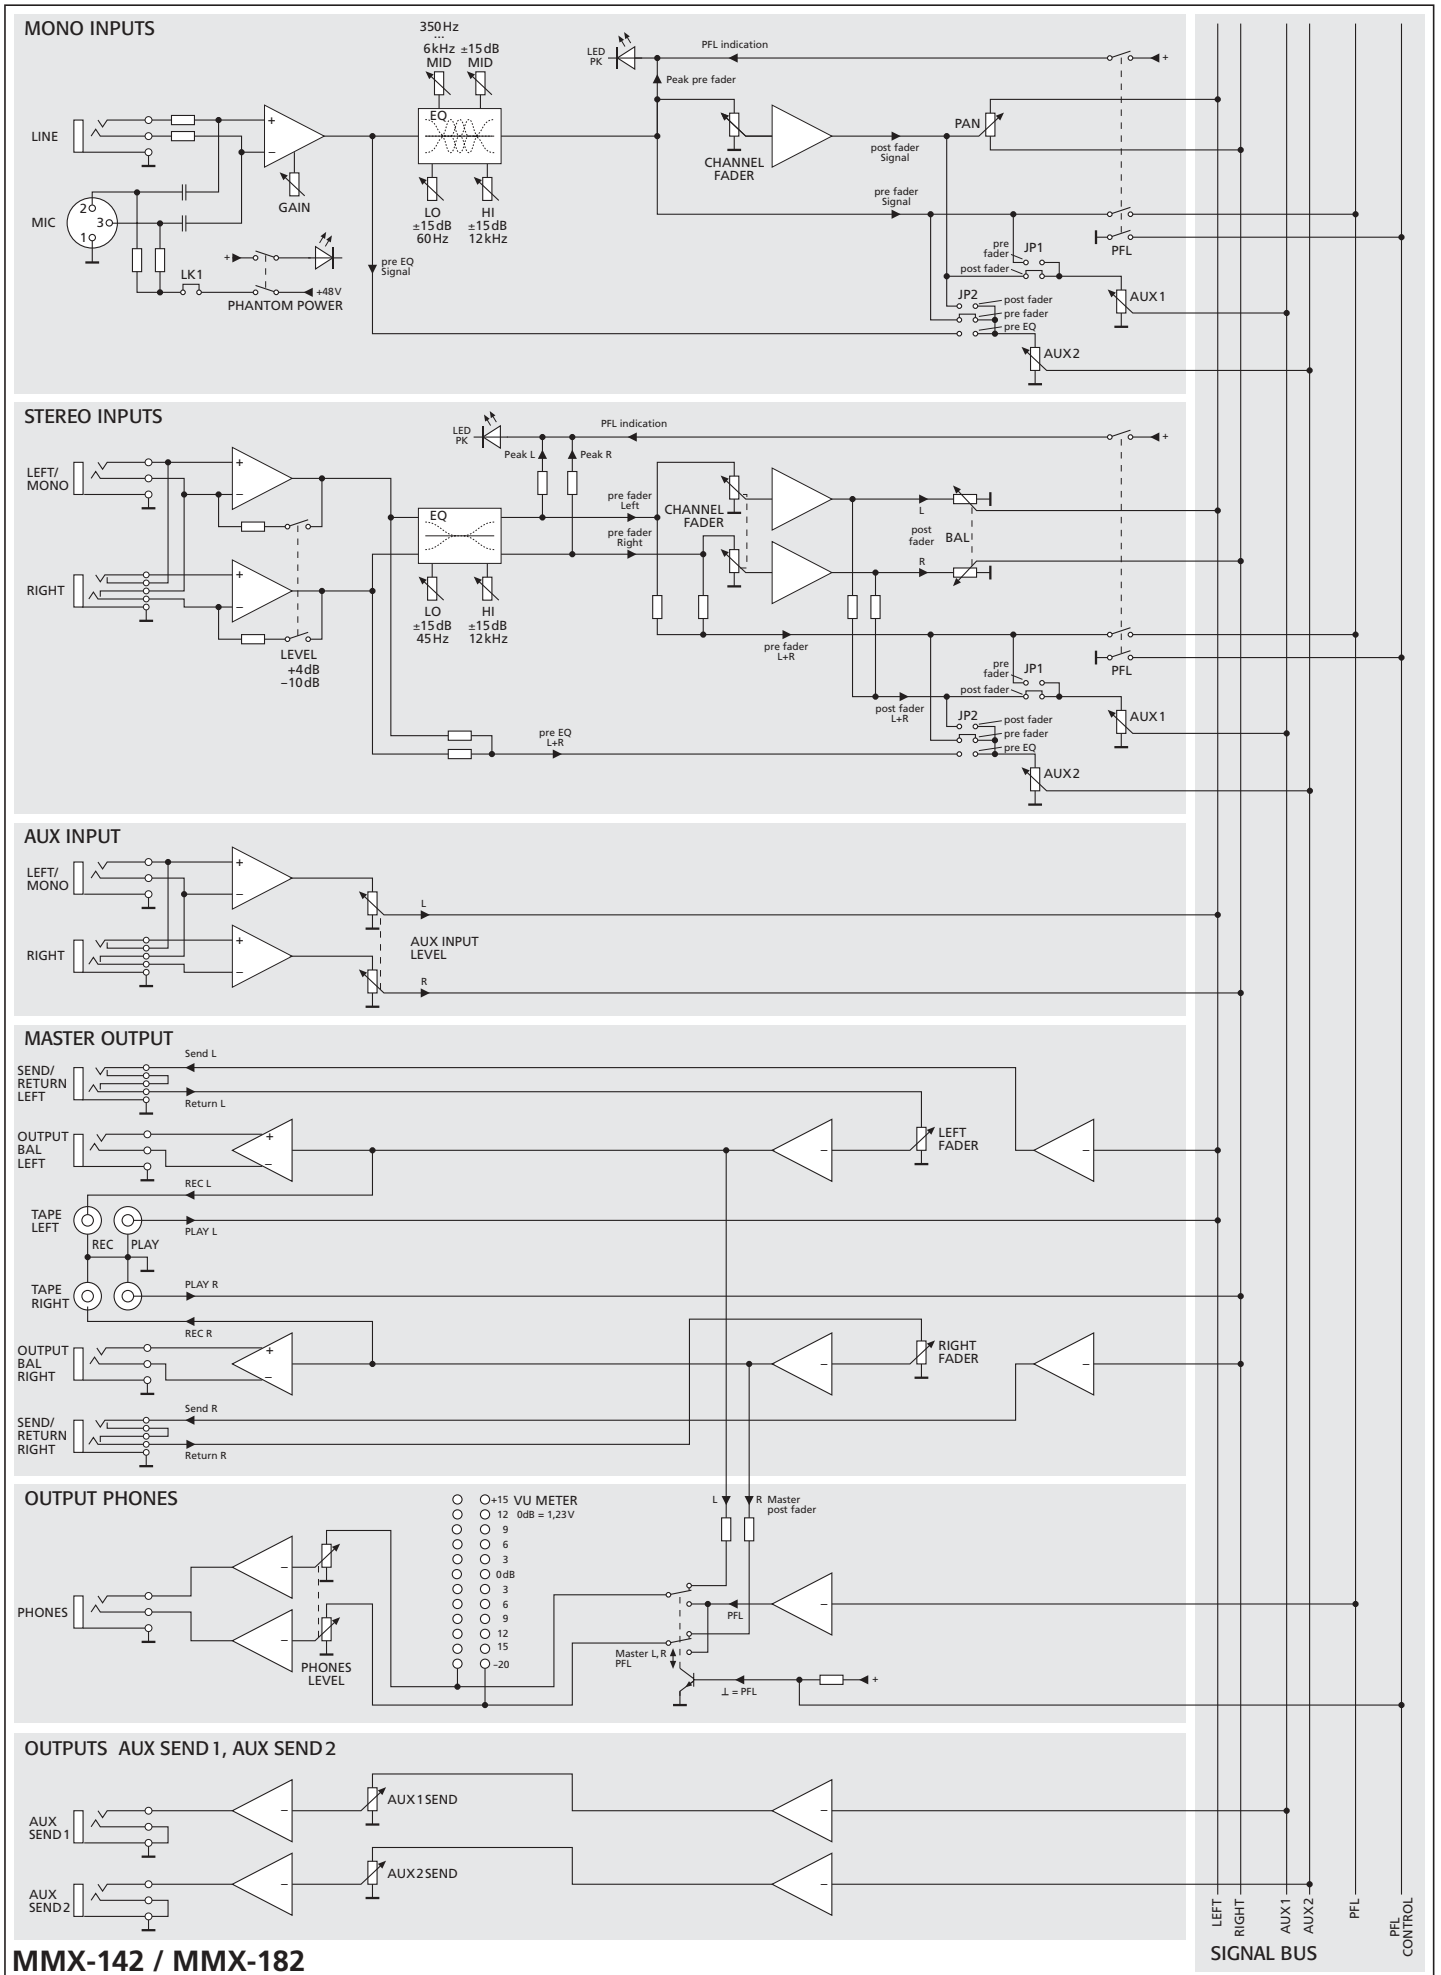 MONO INPUTS
350Hz
...
6kHz ±15dB
MID MID
LED
PK
PFL indication
+
Peak pre fader
LINE
+
−
EQ
PAN
CHANNEL
FADER
post fader
Signal
GAIN
MIC
2
3
1
LO
±15dB
60Hz
HI
±15dB
12kHz
pre fader
Signal
+
LK1
+48V
PHANTOM POWER
pre EQ
Signal
pre
fader
JP1
PFL
post fader
AUX1
JP2
post fader
pre fader
pre EQ
AUX2
STEREO INPUTS
LED
PK
PFL indication
+
Peak L
Peak R
LEFT/
MONO
+
−
EQ
pre fader
Left
pre fader
Right
CHANNEL
FADER
L
post
fader
BAL
R
RIGHT
+
−
LEVEL
+4dB
−10dB
LO
±15dB
45Hz
HI
±15dB
12kHz
pre fader
L+R
pre
fader
JP1
PFL
post fader
post fader
L+R
AUX1
JP2
post fader
pre fader
pre EQ
pre EQ
L+R
AUX2
AUX INPUT
LEFT/
MONO
+
−
L
RIGHT
+
−
AUX INPUT
LEVEL
R
MASTER OUTPUT
SEND/
RETURN
LEFT
Send L
Return L
OUTPUT
BAL
LEFT
+
−
−
LEFT
FADER
−
REC L
TAPE
LEFT
PLAY L
REC PLAY
TAPE
RIGHT
PLAY R
REC R
OUTPUT
BAL
RIGHT
+
−
−
RIGHT
FADER
−
SEND/
RETURN
RIGHT
Send R
Return R
OUTPUT PHONES
+15 VU METER
12 0dB = 1,23V
9
6
3
0dB
3
6
9
12
15
−20
L
R Master
post fader
−
−
PHONES
PHONES
LEVEL
−
PFL
Master L, R
PFL
⊥ = PFL
+
OUTPUTS AUX SEND1, AUX SEND2
AUX
SEND1
−
AUX1SEND
−
AUX
SEND2
−
AUX2SEND
−
LEFT
RIGHT
AUX1
AUX2
PFL
PFL
CONTROL
SIGNAL BUS
MMX-142 / MMX-182